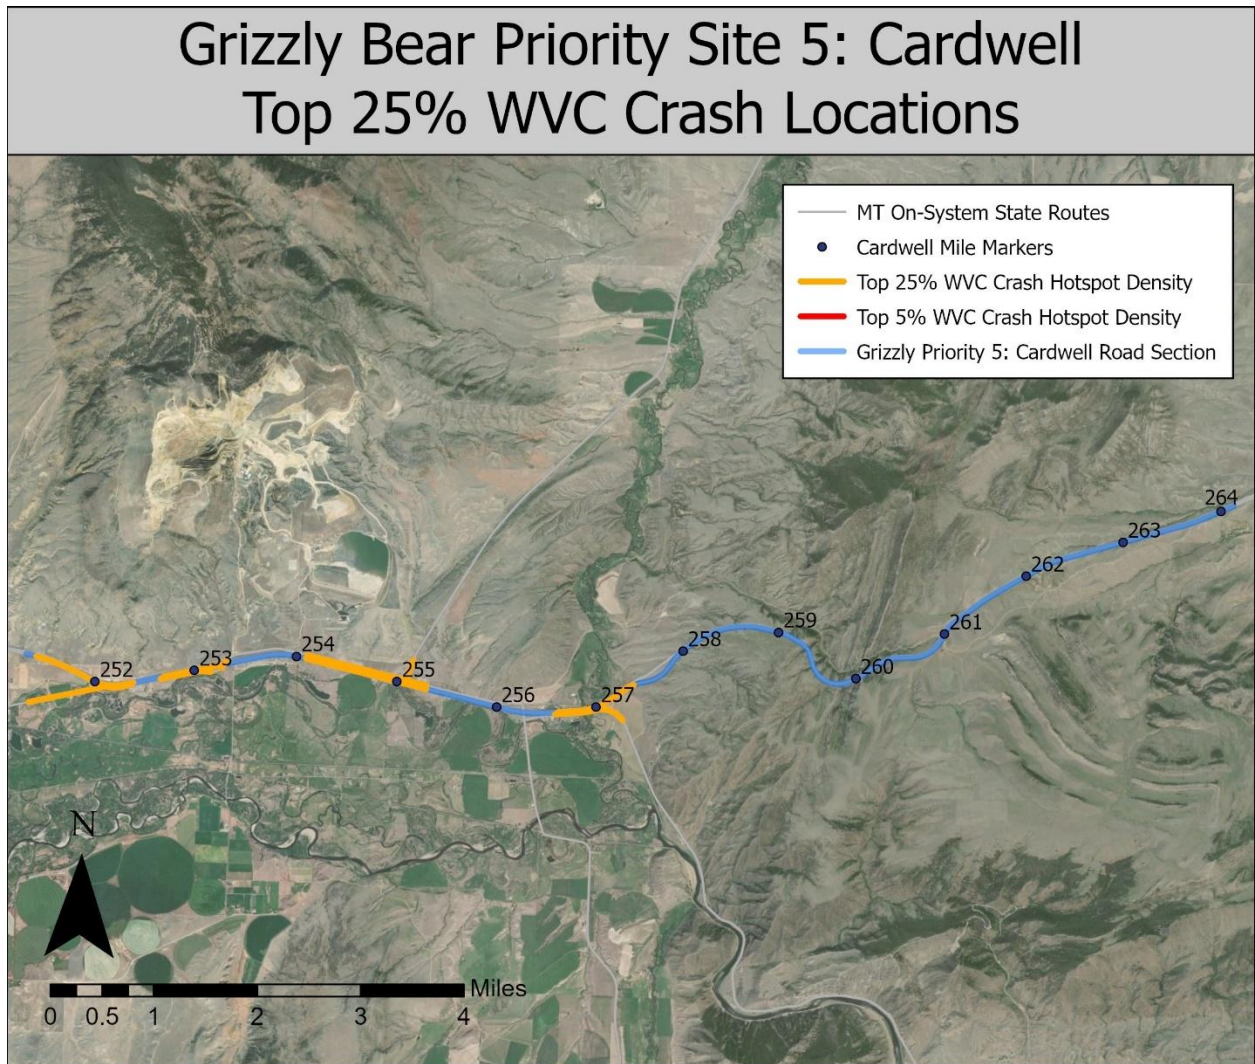 Grizzly Bear Priority Site 5: Cardwell
Top 25% WVC Crash Locations
MT On-System State Routes
Cardwell Mile Markers
Top 25% WVC Crash Hotspot Density
Top 5% WVC Crash Hotspot Density
Grizzly Priority 5: Cardwell Road Section
264
263
262
261
259
258
260
254
253
252
255
256
257
N
Miles
0 0.5 1 2 3 4